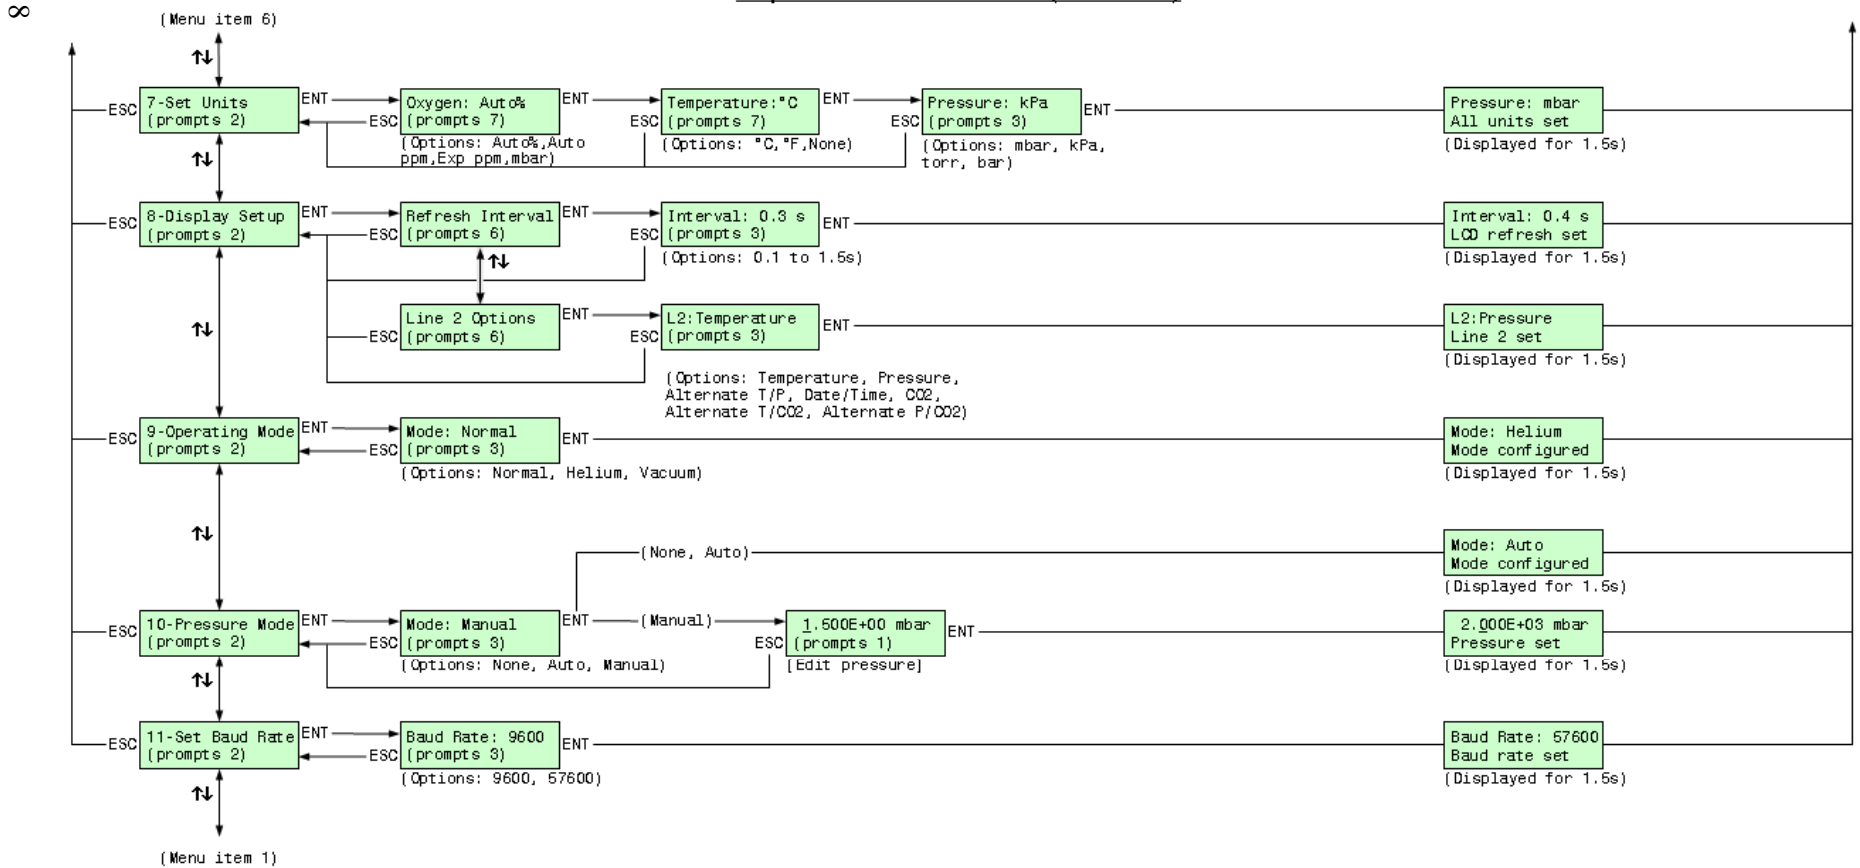 8
(Menu item 6)
↑↓
ESC 7-Set Units ENT Oxygen: Auto% ENT Temperature:°C ENT Pressure: kPa ENT Pressure: mbar
(prompts 2) ESC (prompts 7) ESC (prompts 7) ESC (prompts 3) All units set
(Options: Auto%,Auto (Options: °C,°F,None) (Options: mbar, kPa, (Displayed for 1.5s)
ppm,Exp ppm,mbar) torr, bar)
↑↓
ESC 8-Display Setup ENT Refresh Interval ENT Interval: 0.3 s ENT Interval: 0.4 s
(prompts 2) ESC (prompts 6) ESC (prompts 3) LCD refresh set
(Options: 0.1 to 1.5s) (Displayed for 1.5s)
↑↓
Line 2 Options ENT L2:Temperature ENT L2:Pressure
ESC (prompts 6) ESC (prompts 3) Line 2 set
(Displayed for 1.5s)
↑↓
(Options: Temperature, Pressure,
Alternate T/P, Date/Time, CO2,
Alternate T/CO2, Alternate P/CO2)
ESC 9-Operating Mode ENT Mode: Normal ENT Mode: Helium
(prompts 2) ESC (prompts 3) Mode configured
(Options: Normal, Helium, Vacuum) (Displayed for 1.5s)
↑↓
(None, Auto) Mode: Auto
Mode configured
(Displayed for 1.5s)
ESC 10-Pressure Mode ENT Mode: Manual ENT (Manual) 1.500E+00 mbar ENT 2.000E+03 mbar
(prompts 2) ESC (prompts 3) ESC (prompts 1) Pressure set
(Options: None, Auto, Manual) [Edit pressure] (Displayed for 1.5s)
↑↓
ESC 11-Set Baud Rate ENT Baud Rate: 9600 ENT Baud Rate: 57600
(prompts 2) ESC (prompts 3) Baud rate set
(Options: 9600, 57600) (Displayed for 1.5s)
↑↓
(Menu item 1)